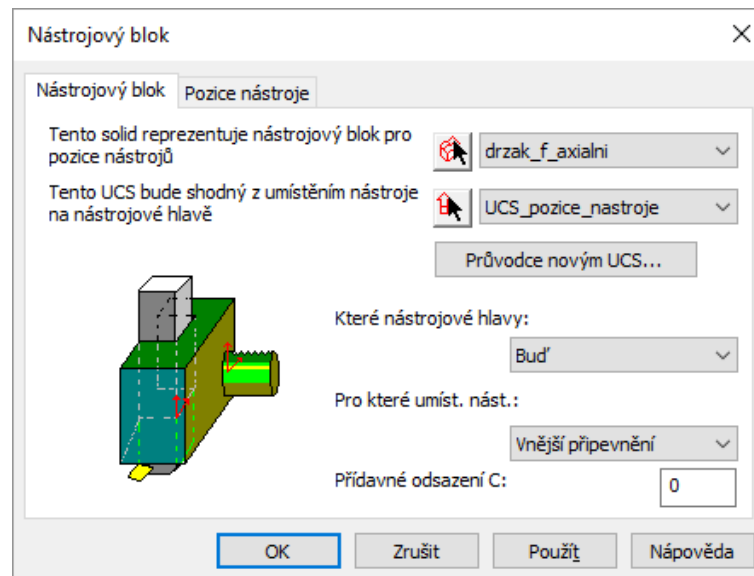 Nástrojový blok
Nástrojový blok
Pozice nástroje
Tento solid reprezentuje nástrojový blok pro
pozice nástrojů
drzak_f_axialni
Tento UCS bude shodný z umístěním nástroje
na nástrojové hlavě
UCS_pozice_nastroje
Průvodce novým UCS...
Které nástrojové hlavy:
Buď
Pro které umíst. nást.:
Vnější připevnění
Přídavné odsazení C:
0
OK
Zrušit
Použít
Nápověda